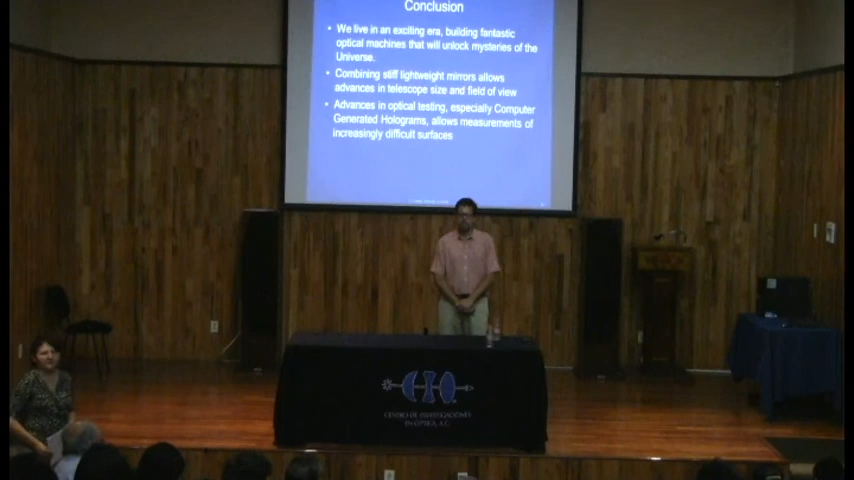 Conclusion
• We live in an exciting era, building fantastic
optical machines that will unlock mysteries of the
Universe.
• Combining stiff lightweight mirrors allows
advances in telescope size and field of view
• Advances in optical testing, especially Computer
Generated Holograms, allows measurements of
increasingly difficult surfaces
CIO
CENTRO DE INVESTIGACIONES
EN OPTICA, A.C.